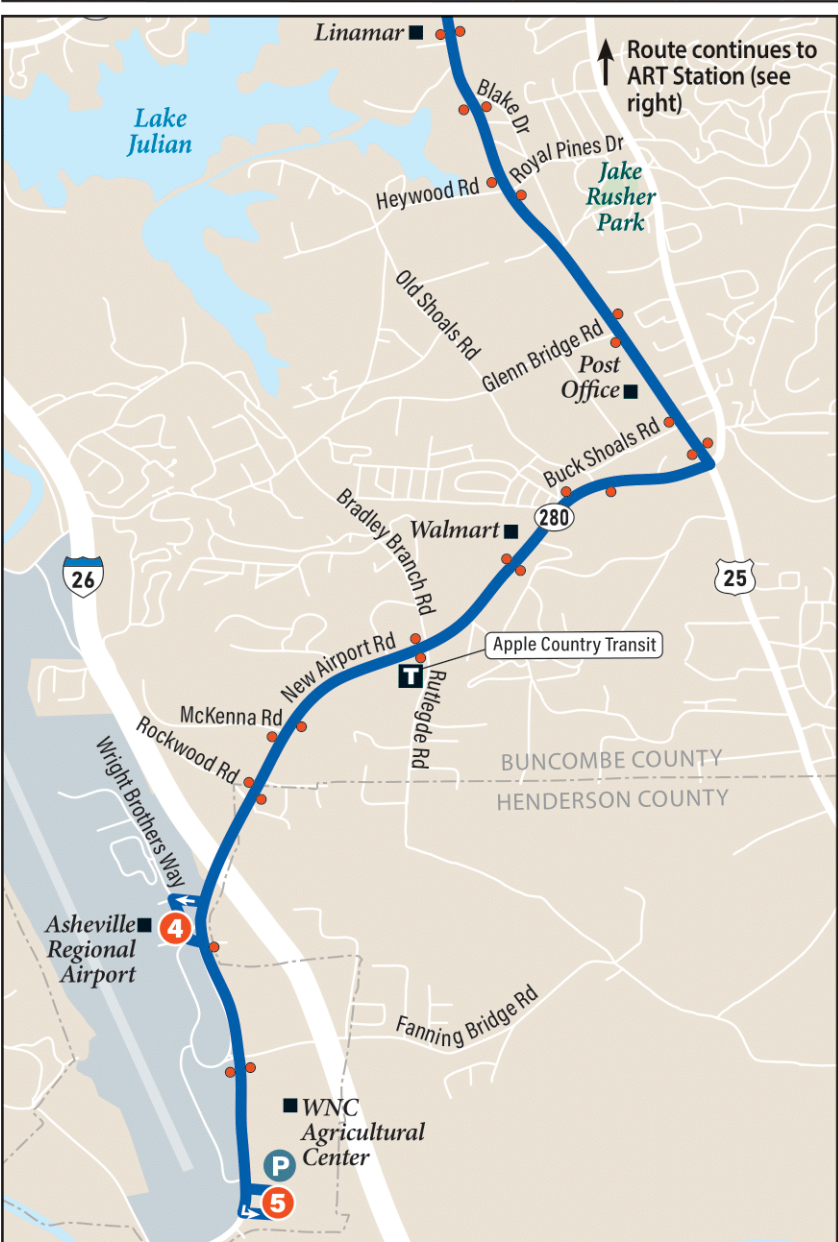 Linamar
Route continues to
ART Station (see
right)
Blake Dr
Lake
Julian
Royal Pines Dr
Jake
Rusher
Park
Heywood Rd
Old Shoals Rd
Glenn Bridge Rd
Post
Office
Buck Shoals Rd
Bradley Branch Rd
Walmart
280
26
25
New Airport Rd
Apple Country Transit
T
Rutlegde Rd
McKenna Rd
Rockwood Rd
Wright Brothers Way
BUNCOMBE COUNTY
HENDERSON COUNTY
Asheville
Regional
Airport
4
Fanning Bridge Rd
WNC
Agricultural
Center
P
5